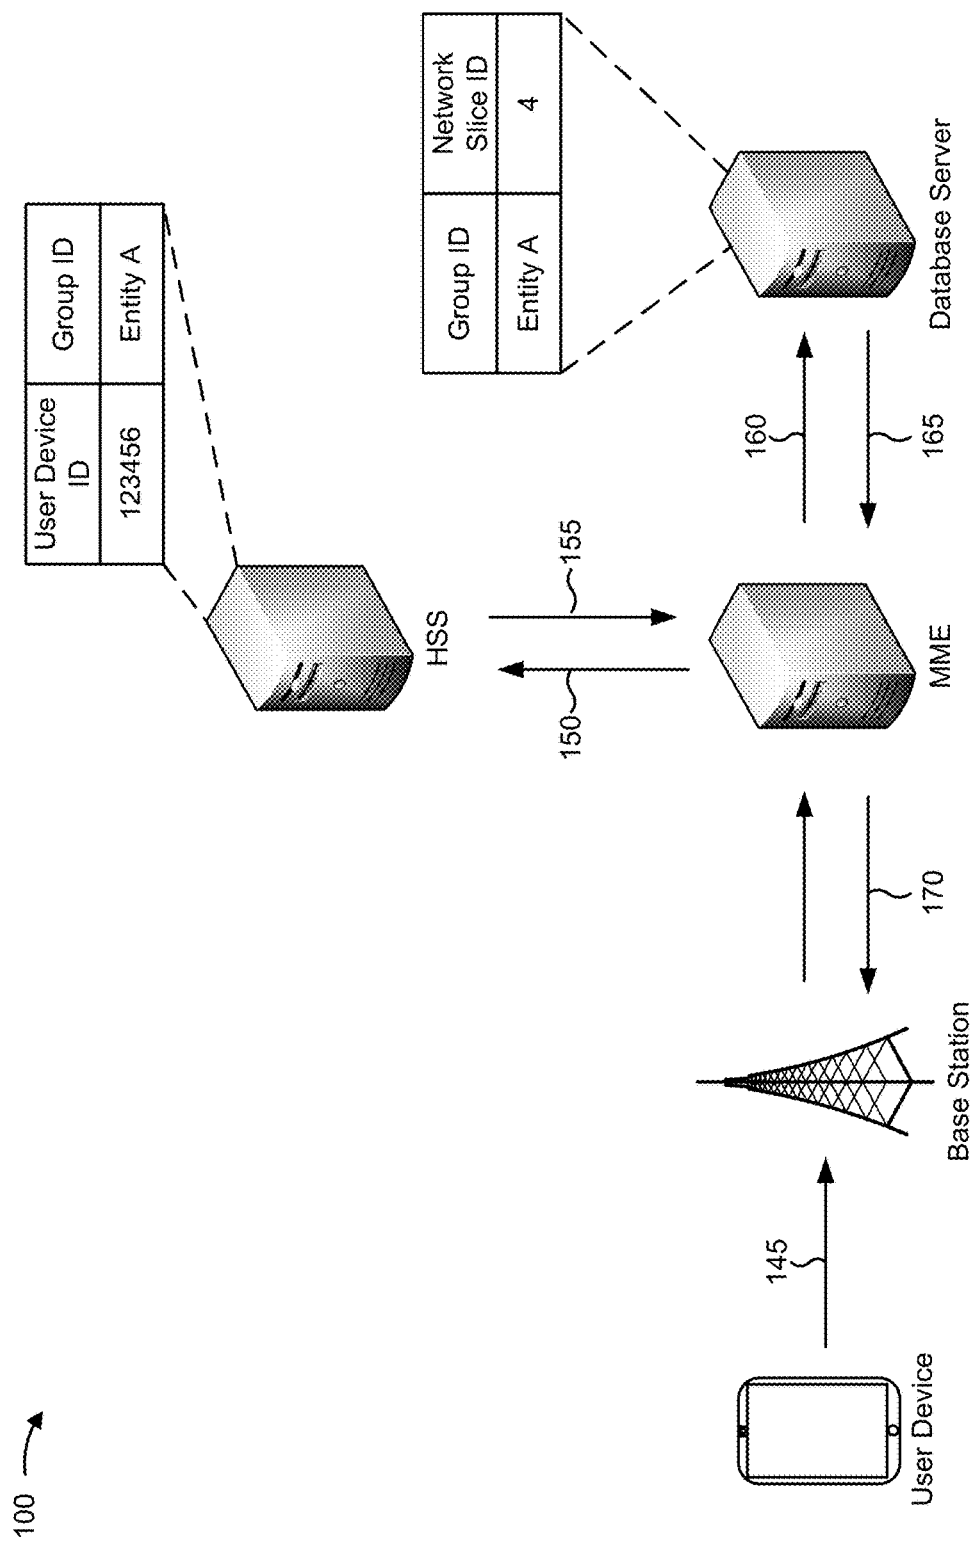 100
User Device
ID
Group ID
123456
Entity A
HSS
Group ID
Network
Slice ID
Entity A
4
150
155
160
165
145
170
User Device
Base Station
MME
Database Server